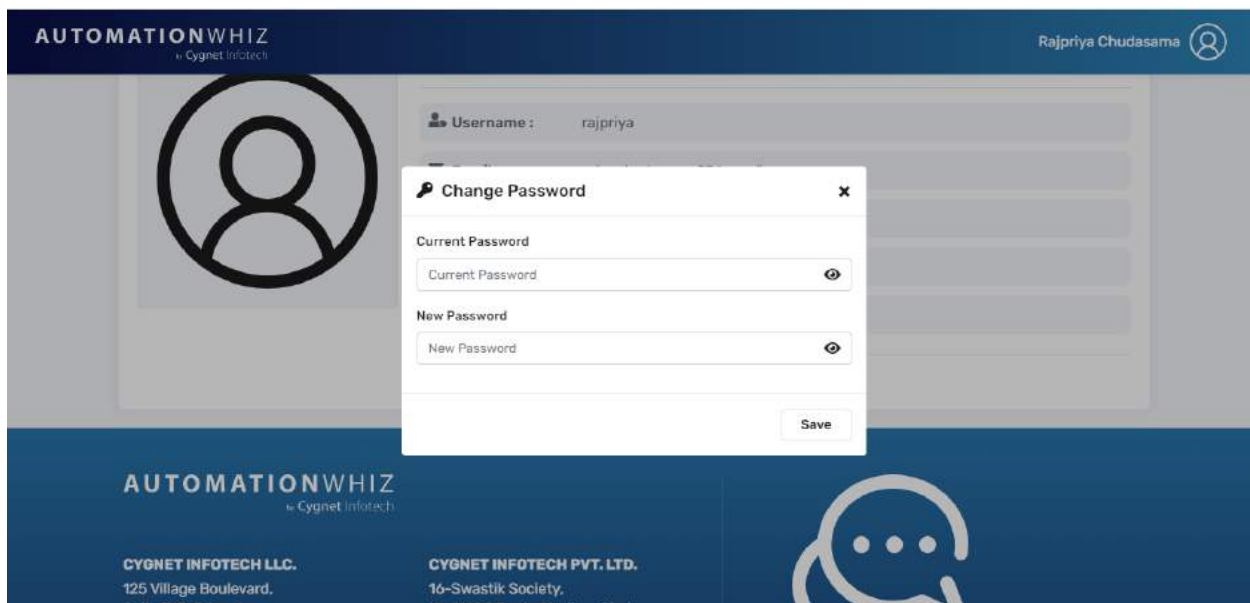 AUTOMATIONWHIZ
by Cygnet Infotech
Rajpriya Chudasama
Username : rajpriya
Change Password
Current Password
Current Password
New Password
New Password
Save
AUTOMATIONWHIZ
by Cygnet Infotech
CYGNET INFOTECH LLC.
125 Village Boulevard,
CYGNET INFOTECH PVT. LTD.
16-Swastik Society,